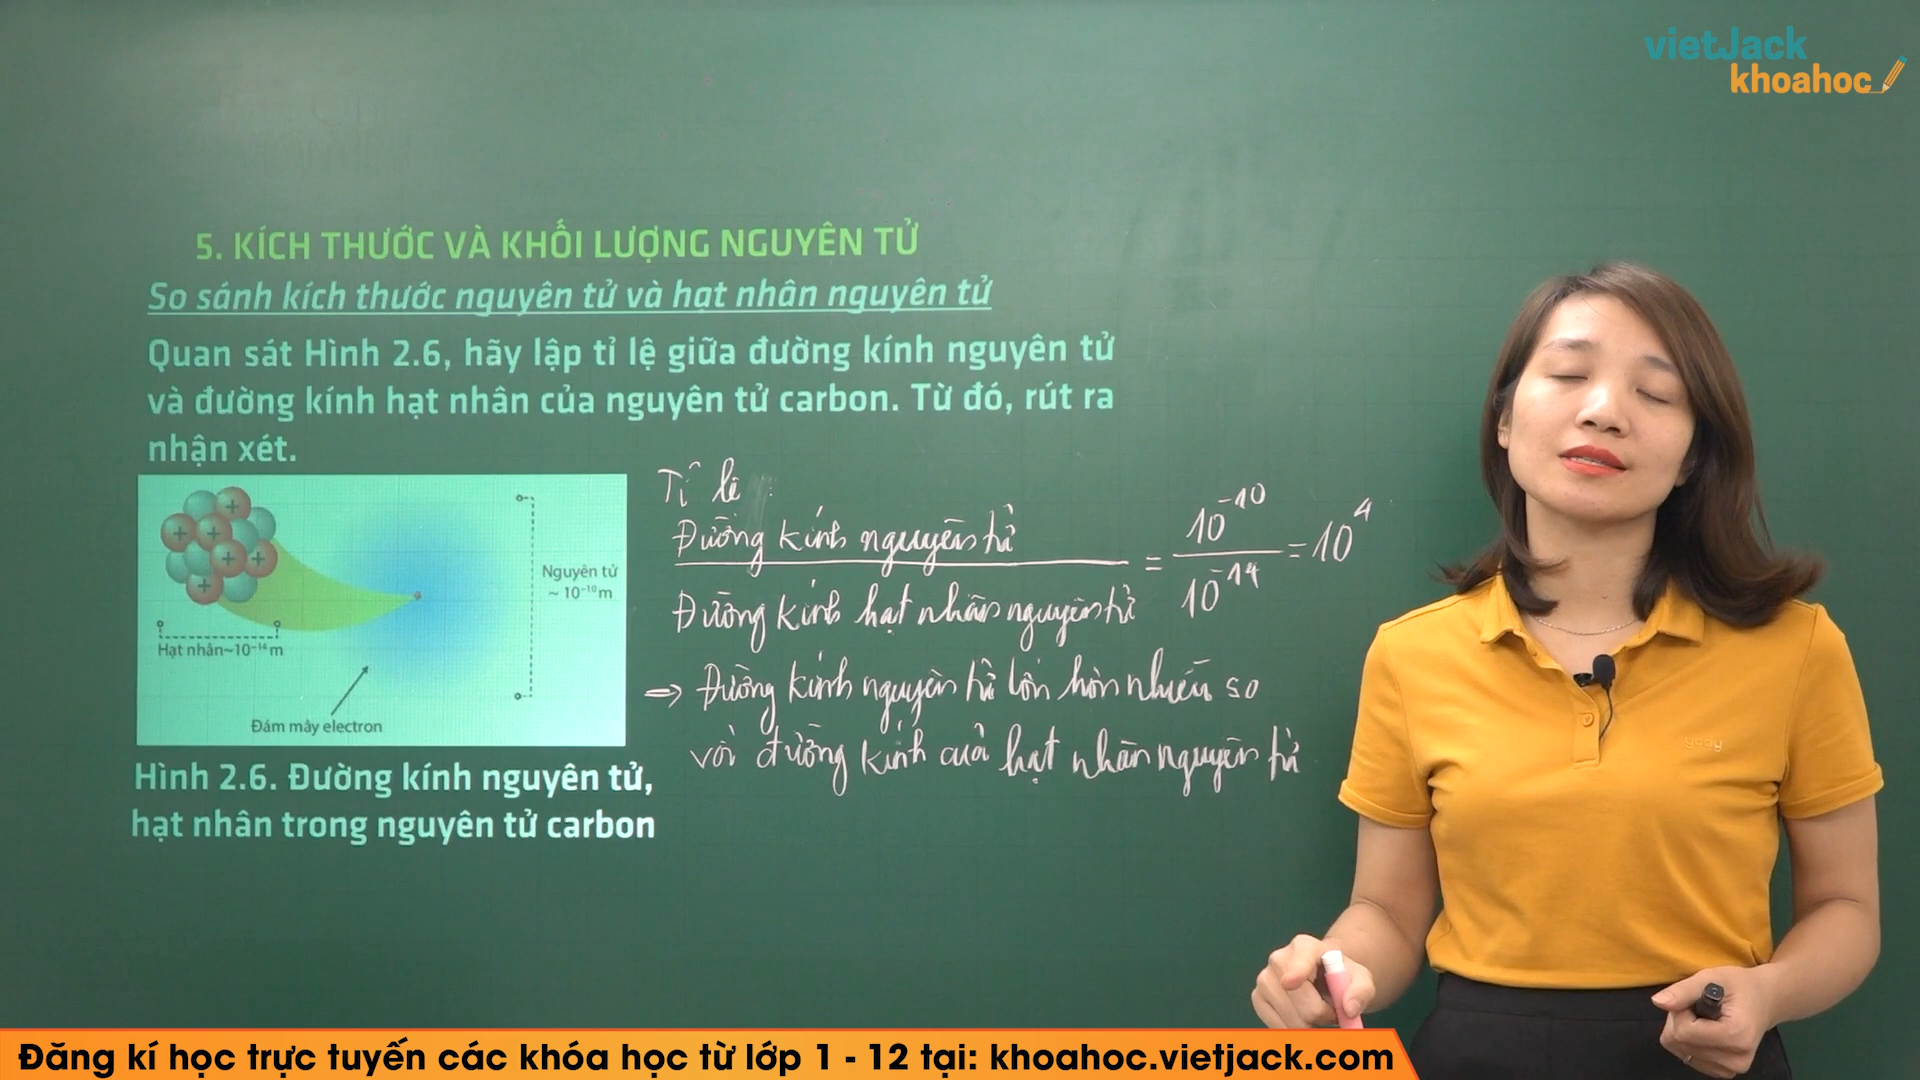 vietJack
khoahoc
5. KÍCH THƯỚC VÀ KHỐI LƯỢNG NGUYÊN TỬ
So sánh kích thước nguyên tử và hạt nhân nguyên tử
Quan sát Hình 2.6, hãy lập tỉ lệ giữa đường kính nguyên tử
và đường kính hạt nhân của nguyên tử carbon. Từ đó, rút ra
nhận xét.
Nguyên tử
~ 10⁻¹⁰m
Hạt nhân~10⁻¹⁴m
Đám mây electron
Hình 2.6. Đường kính nguyên tử,
hạt nhân trong nguyên tử carbon
Tỉ lệ :
Đường kính nguyên tử
Đường kính hạt nhân nguyên tử
= 10⁻¹⁰ / 10⁻¹⁴ = 10⁴
=> Đường kính nguyên tử lớn hơn nhiều so
với đường kính của hạt nhân nguyên tử
yody
Đăng kí học trực tuyến các khóa học từ lớp 1 - 12 tại: khoahoc.vietjack.com